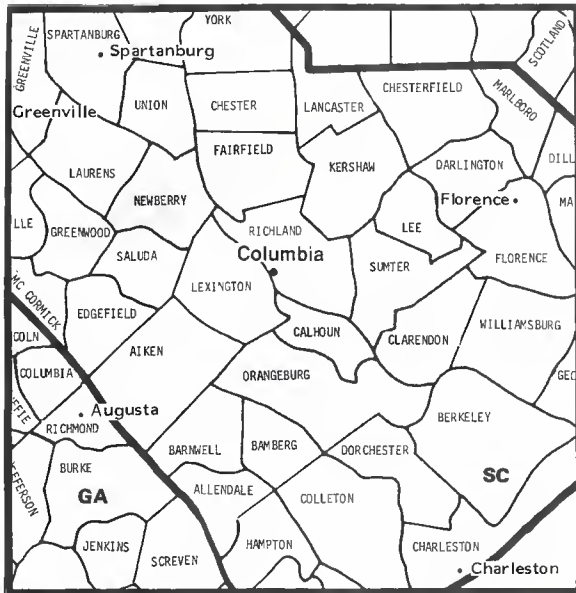 YORK
SPARTANBURG
Spartanburg
GREENVILLE
SCOTLAND
CHESTERFIELD
MARLBORO
UNION
CHESTER
LANCASTER
Greenville
FAIRFIELD
KERSHAW
DARLINGTON
DILL
LAURENS
NEWBERRY
Florence
MA
LLE
GREENWOOD
RICHLAND
LEE
SALUDA
Columbia
SUMTER
FLORENCE
MC CORMICK
LEXINGTON
EDGEFIELD
CALHOUN
WILLIAMSBURG
COLN
AIKEN
CLARENDON
COLUMBIA
ORANGEBURG
GEO
FFIE
Augusta
BERKELEY
RICHMOND
BARNWELL
BAMBERG
DORCHESTER
JEFFERSON
BURKE
SC
GA
ALLENDALE
COLLETON
JENKINS
SCREVEN
HAMPTON
CHARLESTON
Charleston